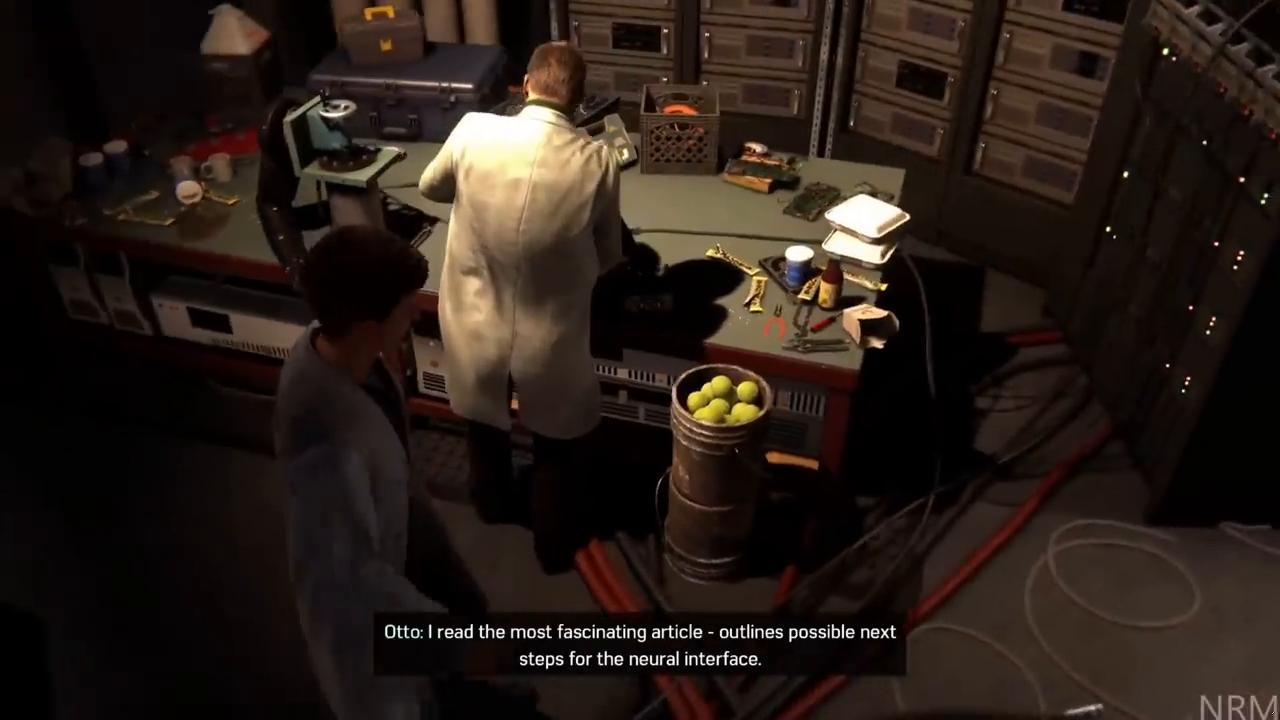 Otto: I read the most fascinating article - outlines possible next
steps for the neural interface.
NRM